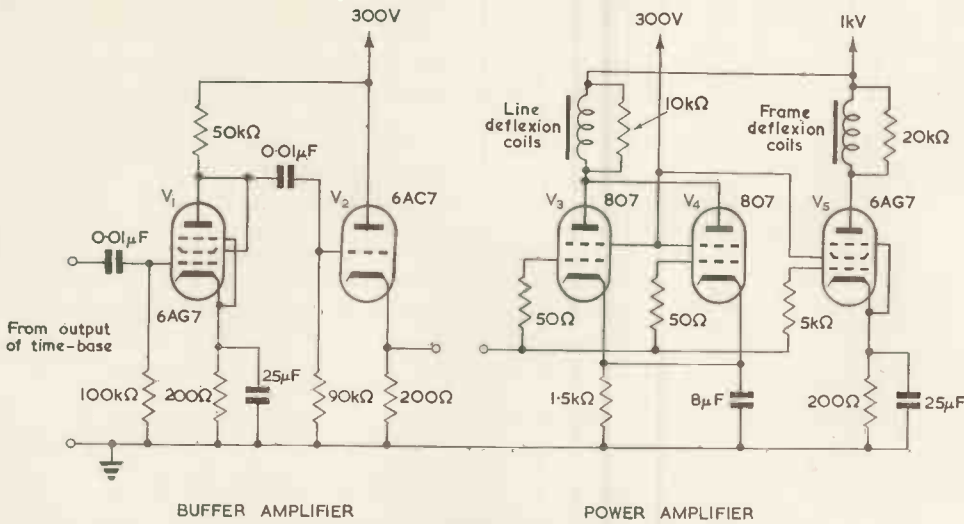 300V
300V
1kV
50kΩ
0·01μF
Line
deflexion
coils
10kΩ
Frame
deflexion
coils
20kΩ
V1
V2
6AC7
V3
807
V4
807
V5
6AG7
0·01μF
6AG7
50Ω
50Ω
5kΩ
From output
of time-base
100kΩ
200Ω
25μF
90kΩ
200Ω
1·5kΩ
8μF
200Ω
25μF
BUFFER AMPLIFIER
POWER AMPLIFIER